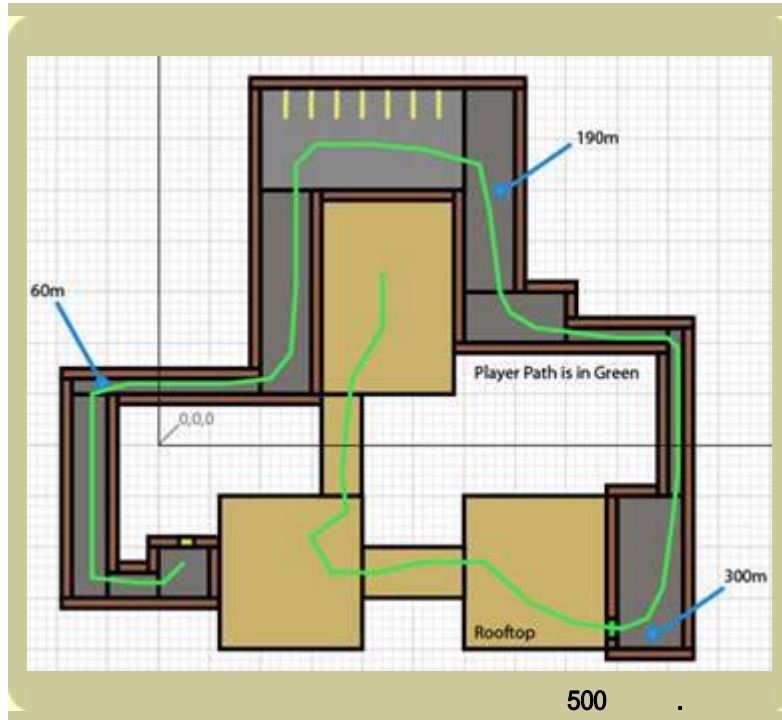 190m
60m
Player Path is in Green
0,0,0
300m
Rooftop
500 .